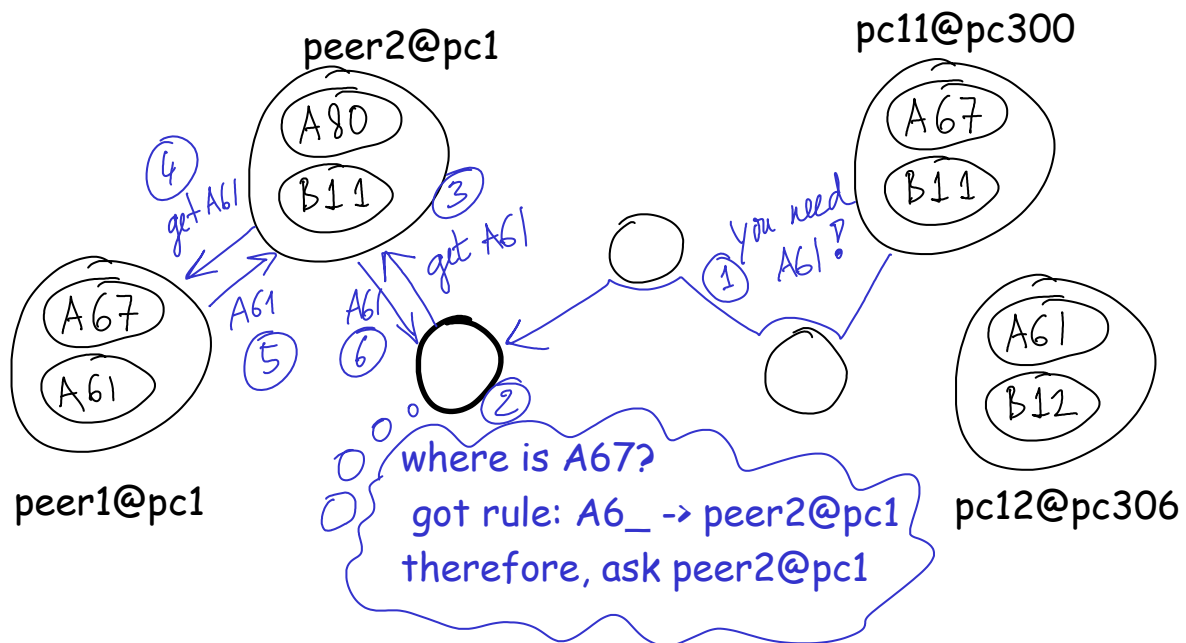 peer2@pc1
A80
B11
pc11@pc300
A67
B11
4
get A61
3
get A61
1
You need
A61!
A67
A61
peer1@pc1
A61
5
A61
6
2
A61
B12
pc12@pc306
where is A67?
got rule: A6_ -> peer2@pc1
therefore, ask peer2@pc1